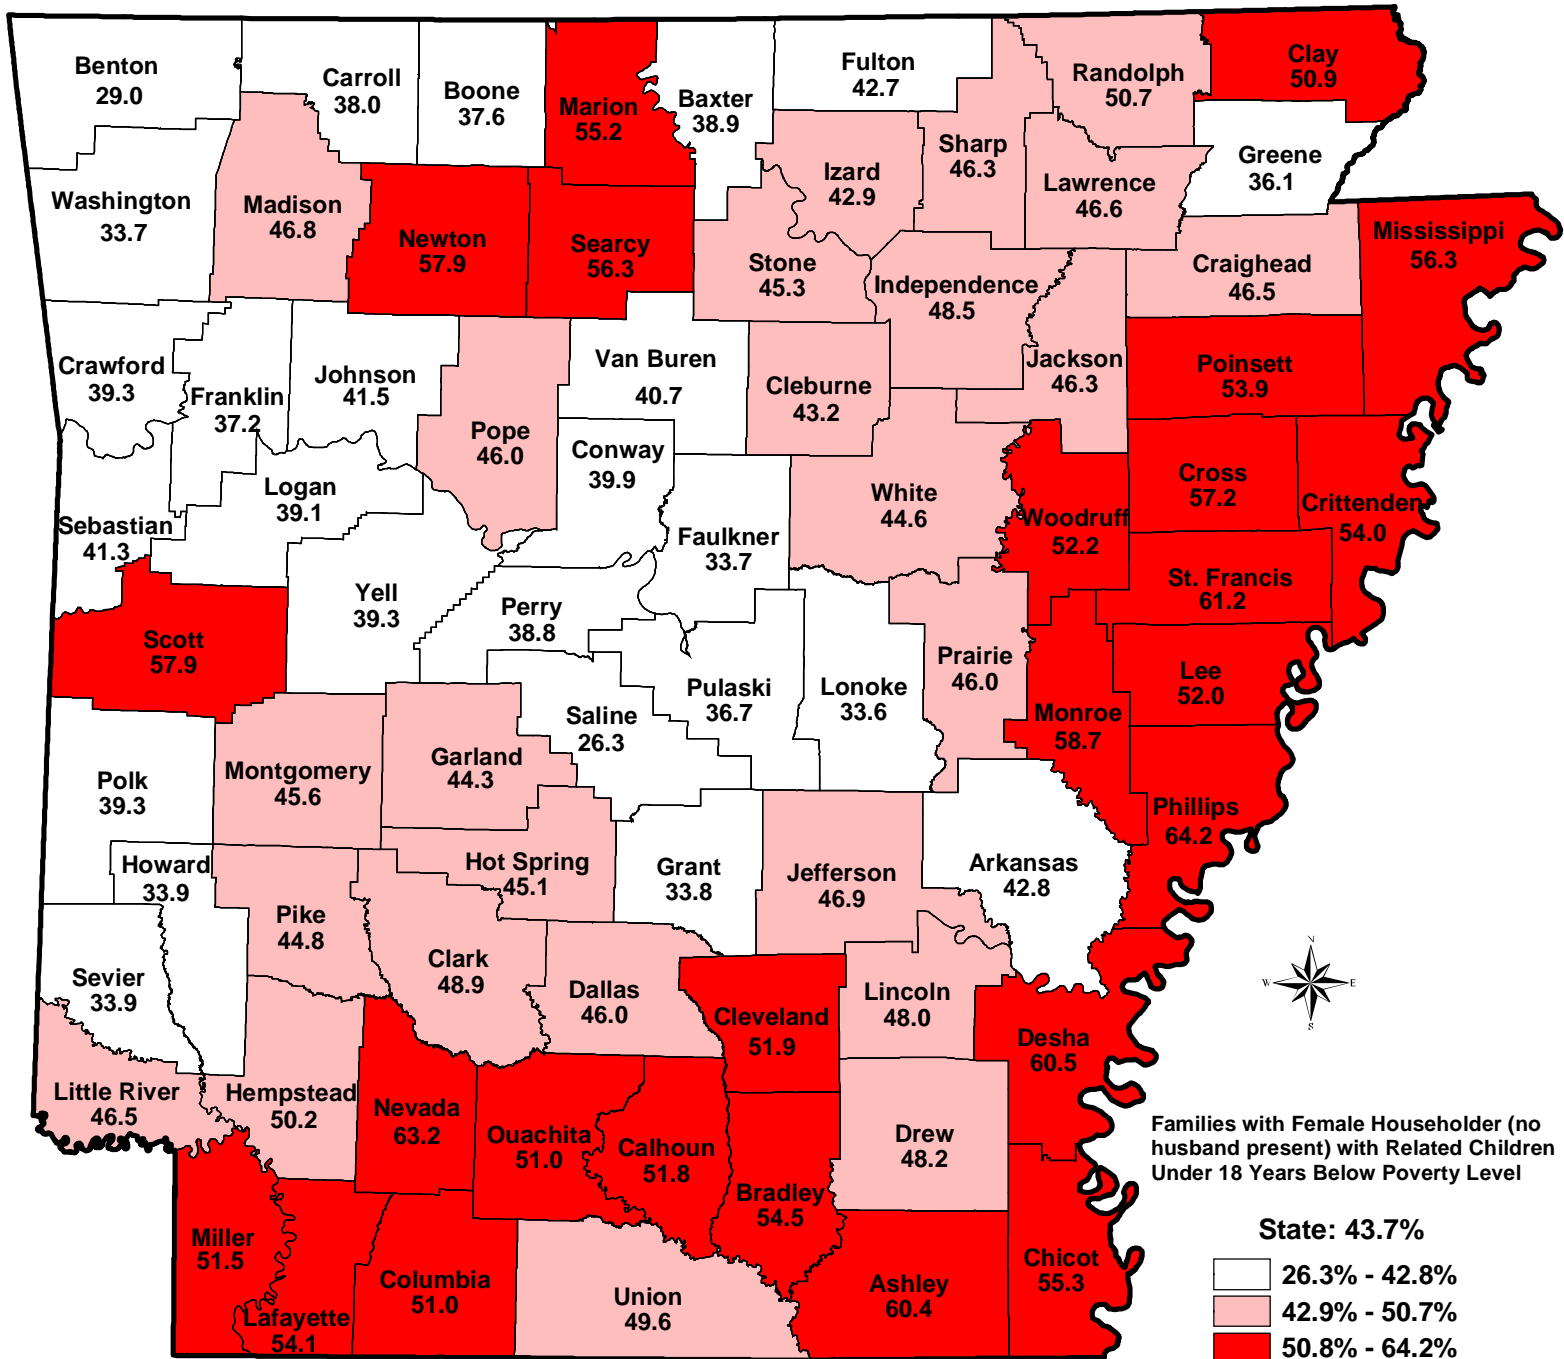 Benton
29.0
Carroll
38.0
Boone
37.6
Marion
55.2
Baxter
38.9
Fulton
42.7
Randolph
50.7
Clay
50.9
Sharp
46.3
Izard
42.9
Lawrence
46.6
Greene
36.1
Washington
33.7
Madison
46.8
Newton
57.9
Searcy
56.3
Stone
45.3
Independence
48.5
Craighead
46.5
Mississippi
56.3
Crawford
39.3
Franklin
37.2
Johnson
41.5
Pope
46.0
Van Buren
40.7
Cleburne
43.2
Jackson
46.3
Poinsett
53.9
Sebastian
41.3
Logan
39.1
Conway
39.9
Faulkner
33.7
White
44.6
Woodruff
52.2
Cross
57.2
Crittenden
54.0
Scott
57.9
Yell
39.3
Perry
38.8
St. Francis
61.2
Polk
39.3
Montgomery
45.6
Garland
44.3
Saline
26.3
Pulaski
36.7
Lonoke
33.6
Prairie
46.0
Monroe
58.7
Lee
52.0
Phillips
64.2
Howard
33.9
Pike
44.8
Hot Spring
45.1
Grant
33.8
Jefferson
46.9
Arkansas
42.8
Sevier
33.9
Clark
48.9
Dallas
46.0
Cleveland
51.9
Lincoln
48.0
Desha
60.5
Little River
46.5
Hempstead
50.2
Nevada
63.2
Ouachita
51.0
Calhoun
51.8
Bradley
54.5
Drew
48.2
Miller
51.5
Lafayette
54.1
Columbia
51.0
Union
49.6
Ashley
60.4
Chicot
55.3
N
W
E
S
Families with Female Householder (no
husband present) with Related Children
Under 18 Years Below Poverty Level
State: 43.7%
26.3% - 42.8%
42.9% - 50.7%
50.8% - 64.2%